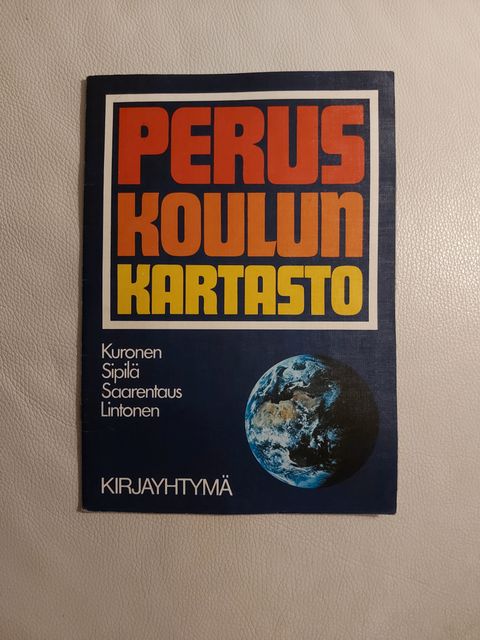 PERUS
KOULUN
KARTASTO
Kuronen
Sipilä
Saarentaus
Lintonen
KIRJAYHTYMÄ